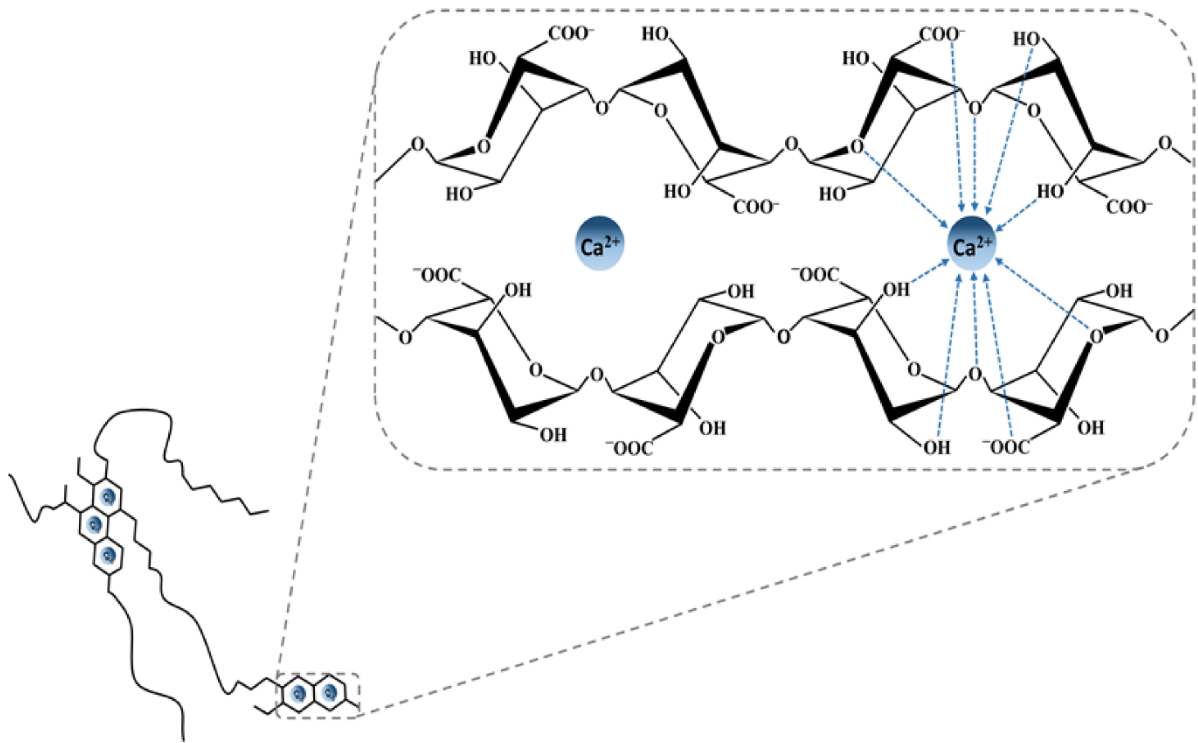 COO⁻ HO COO⁻ HO
HO HO
O O O O
O O O O O
HO HO HO HO
COO⁻ COO⁻
Ca²⁺ Ca²⁺
⁻OOC OH OH ⁻OOC OH OH
O O O O O
O O O O
OH OH OH OH
⁻OOC ⁻OOC